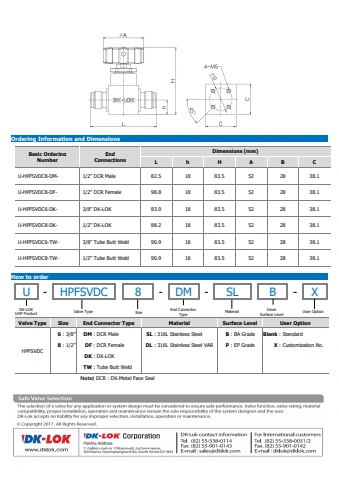 ⌀A
H
h
DK-LOK
L
4-M5
⌀B
45°
C
C
Ordering Information and Dimensions
Basic Ordering Number End Connections Dimensions (mm)
L h H A B C
U-HPFSVDC8-DM- 1/2" DCR Male 82.5 18 83.5 52 28 38.1
U-HPFSVDC8-DF- 1/2" DCR Female 98.8 18 83.5 52 28 38.1
U-HPFSVDC6-DK- 3/8" DK-LOK 83.0 18 83.5 52 28 38.1
U-HPFSVDC8-DK- 1/2" DK-LOK 88.2 18 83.5 52 28 38.1
U-HPFSVDC6-TW- 3/8" Tube Butt Weld 90.9 18 83.5 52 28 38.1
U-HPFSVDC8-TW- 1/2" Tube Butt Weld 90.9 18 83.5 52 28 38.1
How to order
U - HPFSVDC 8 - DM - SL B - X
DK-LOK UHP Product Valve Type Size End Connector Type Material Inner Surface Level User Option
Valve Type Size End Connector Type Material Surface Level User Option
HPFSVDC
6 : 3/8" DM : DCR Male SL : 316L Stainless Steel B : BA Grade Blank : Standard
8 : 1/2" DF : DCR Female DL : 316L Stainless Steel VAR P : EP Grade X : Customization No.
DK : DK-LOK
TW : Tube Butt Weld
Note) DCR : DK-Metal Face Seal
Safe Valve Selection
The selection of a valve for any application or system design must be considered to ensure safe performance. Valve function, valve rating, material
compatibility, proper installation, operation and maintenance remain the sole responsibility of the system designer and the user.
DK-Lok accepts no liability for any improper selection, installation, operation or maintenance.
© Copyright 2017. All Rights Reserved.
DK-LOK
www.dklok.com
DK-LOK Corporation
Mailing Address
DK-Lok contact information
Tel. (82) 55-338-0114
Fax. (82) 55-901-0143
E-mail : sales@dklok.com
For International customers
Tel. (82) 55-338-0031/2
Fax. (82) 55-901-0142
E-mail : dklok@dklok.com